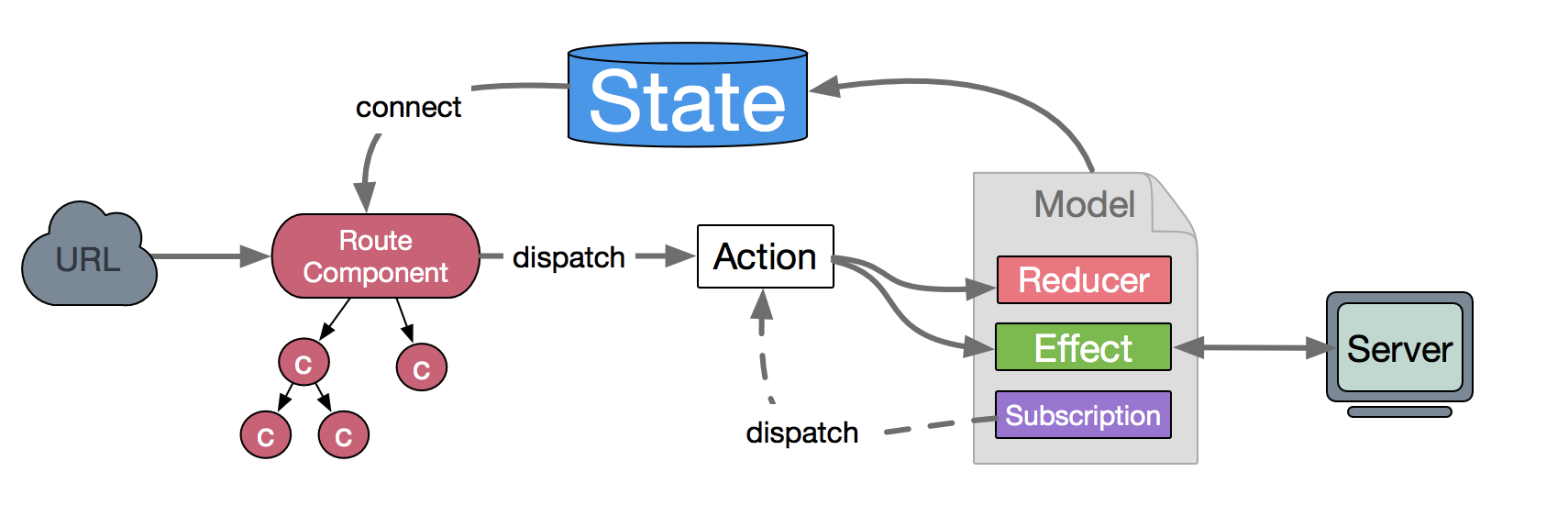 State
connect
Model
URL
Route
Component
dispatch
Action
Reducer
Effect
Server
Subscription
dispatch
C
C
C
C